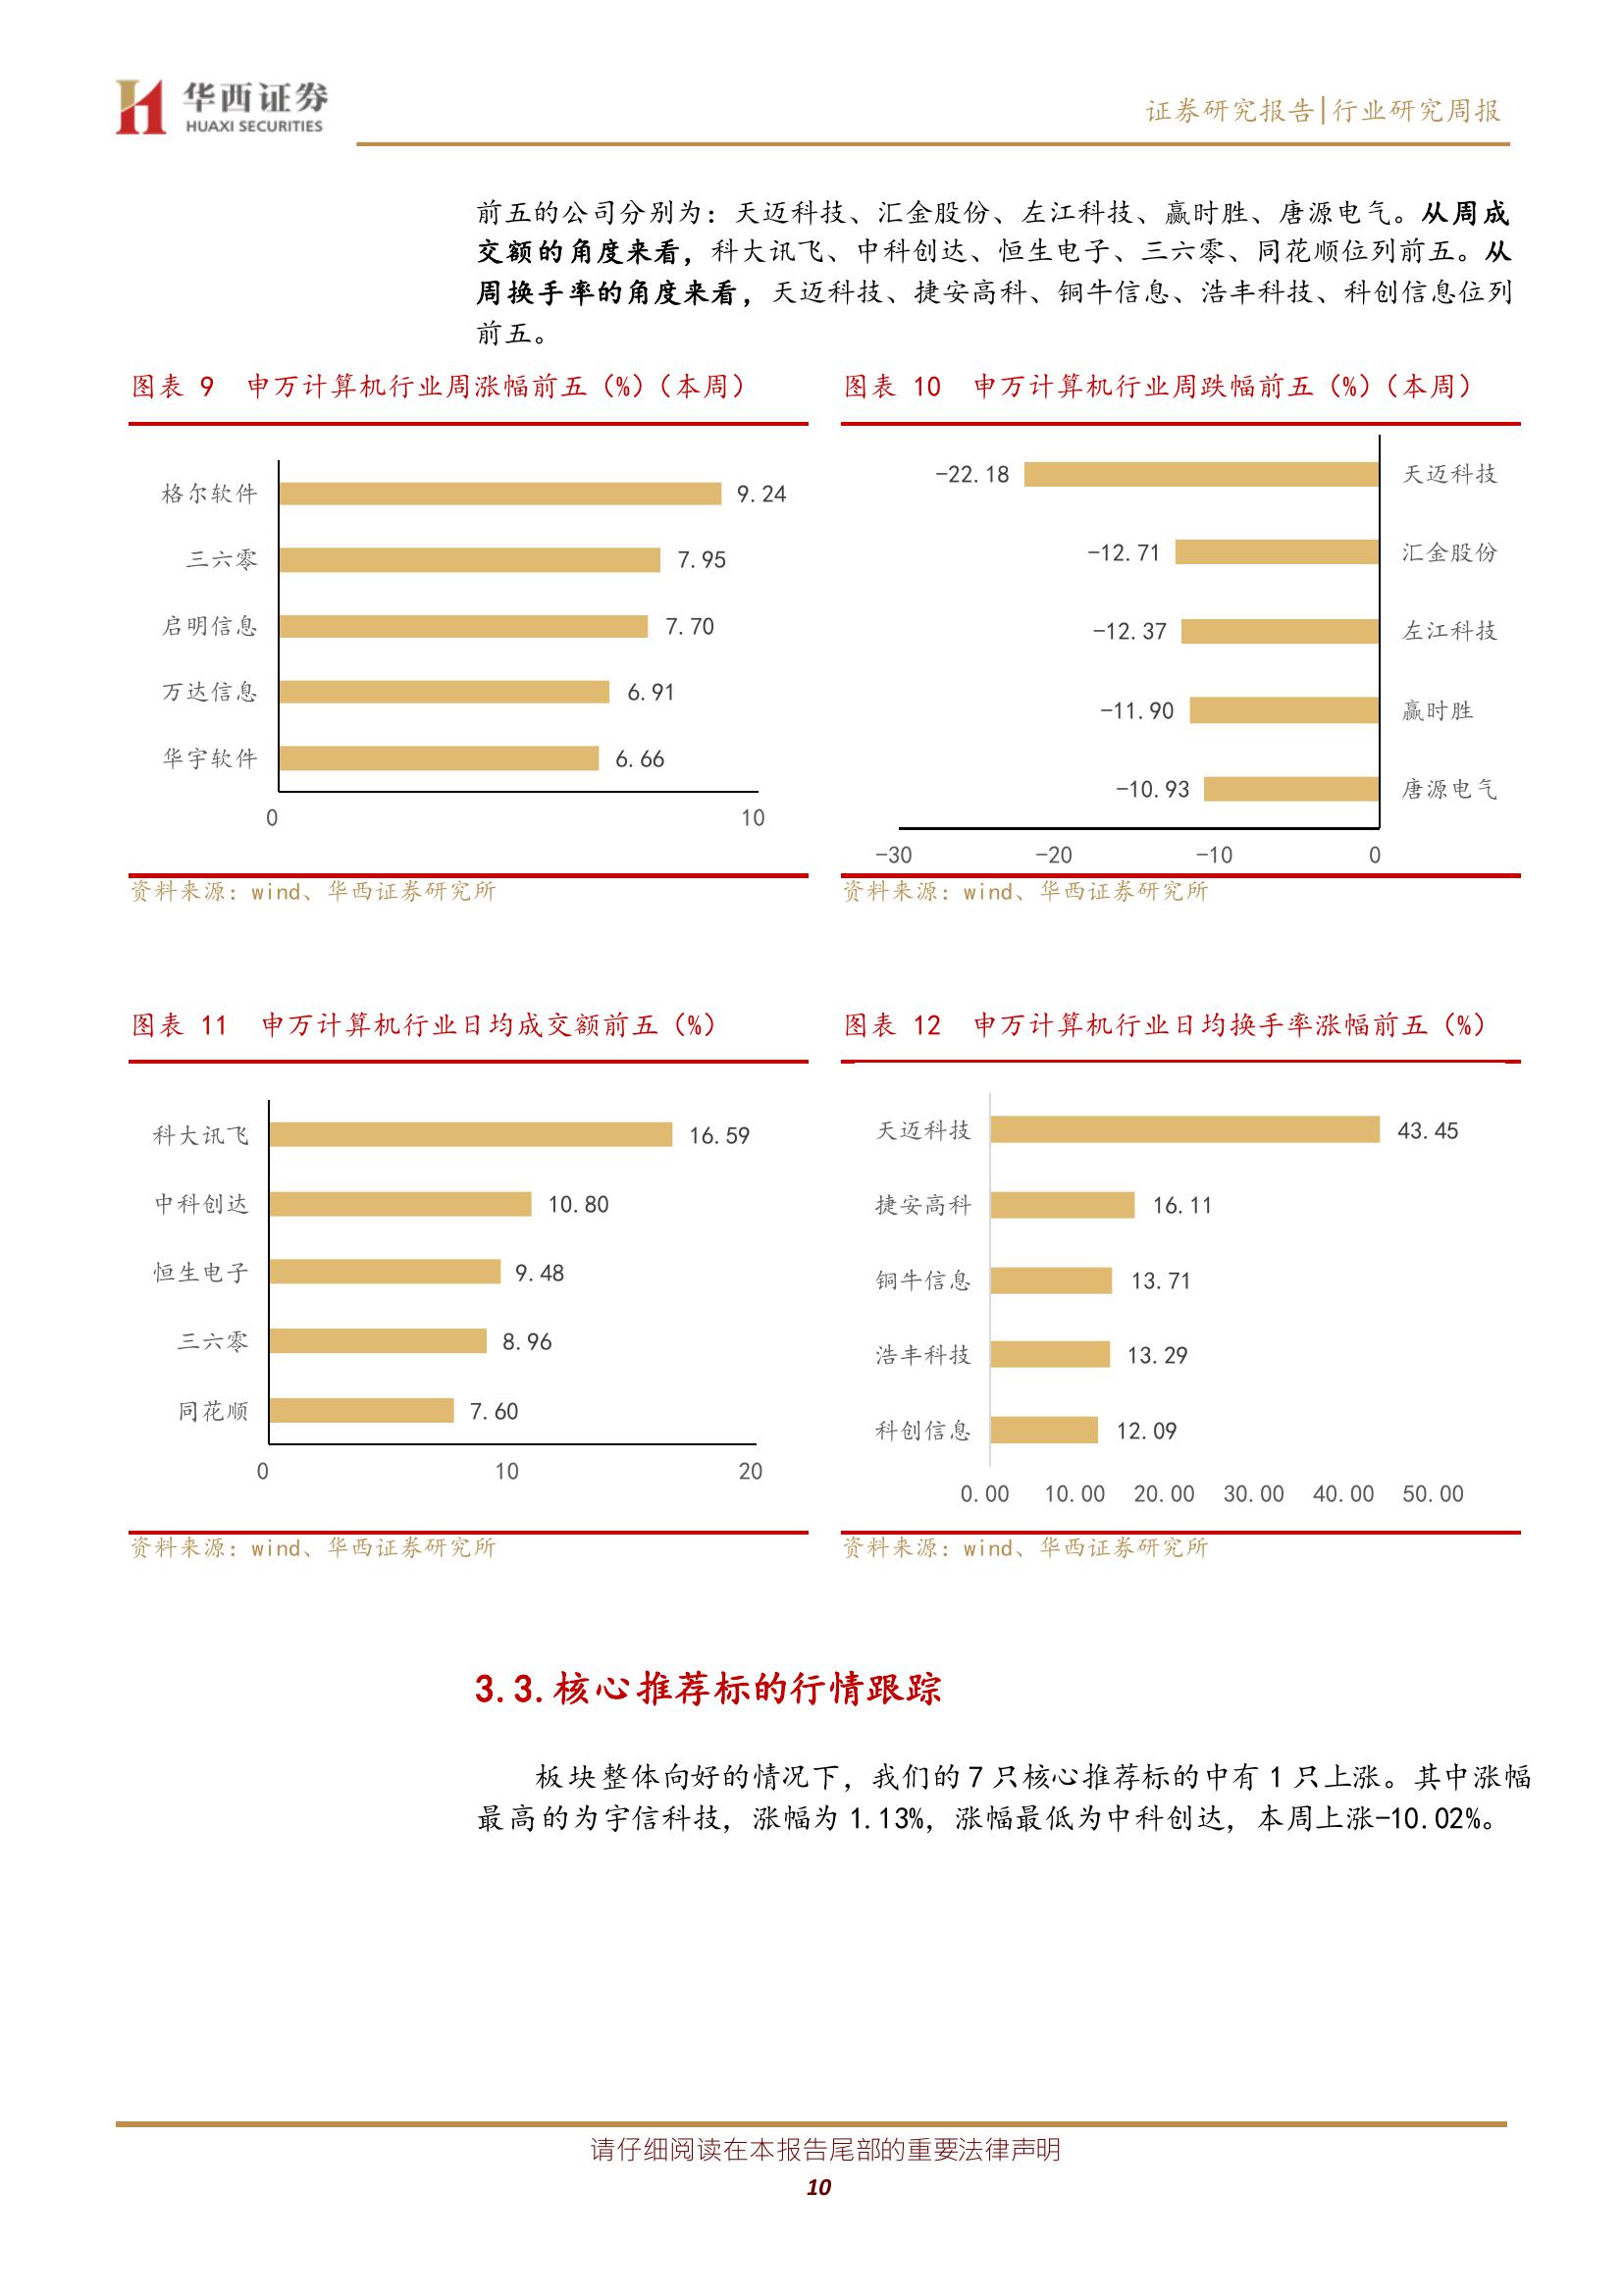 华西证券
HUAXI SECURITIES
证券研究报告|行业研究周报
前五的公司分别为：天迈科技、汇金股份、左江科技、赢时胜、唐源电气。从周成
交额的角度来看，科大讯飞、中科创达、恒生电子、三六零、同花顺位列前五。从
周换手率的角度来看，天迈科技、捷安高科、铜牛信息、浩丰科技、科创信息位列
前五。
图表 9 申万计算机行业周涨幅前五（%）（本周）
格尔软件 9.24
三六零 7.95
启明信息 7.70
万达信息 6.91
华宇软件 6.66
0 10
资料来源：wind、华西证券研究所
图表 10 申万计算机行业周跌幅前五（%）（本周）
-22.18 天迈科技
-12.71 汇金股份
-12.37 左江科技
-11.90 赢时胜
-10.93 唐源电气
-30 -20 -10 0
资料来源：wind、华西证券研究所
图表 11 申万计算机行业日均成交额前五（%）
科大讯飞 16.59
中科创达 10.80
恒生电子 9.48
三六零 8.96
同花顺 7.60
0 10 20
资料来源：wind、华西证券研究所
图表 12 申万计算机行业日均换手率涨幅前五（%）
天迈科技 43.45
捷安高科 16.11
铜牛信息 13.71
浩丰科技 13.29
科创信息 12.09
0.00 10.00 20.00 30.00 40.00 50.00
资料来源：wind、华西证券研究所
3.3.核心推荐标的行情跟踪
板块整体向好的情况下，我们的 7 只核心推荐标的中有 1 只上涨。其中涨幅
最高的为宇信科技，涨幅为 1.13%，涨幅最低为中科创达，本周上涨-10.02%。
请仔细阅读在本报告尾部的重要法律声明
10